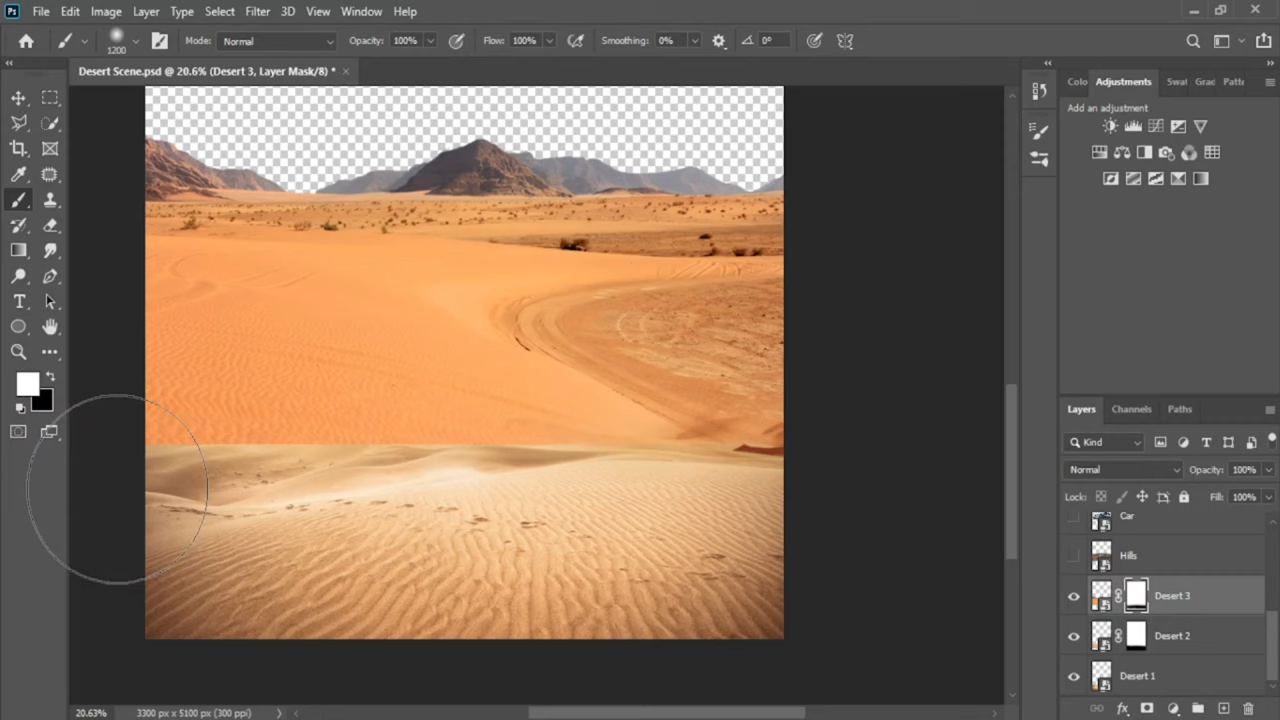 Ps File Edit Image Layer Type Select Filter 3D View Window Help
1200 Mode: Normal Opacity: 100% Flow: 100% Smoothing: 0% 0°
Desert Scene.psd @ 20.6% (Desert 3, Layer Mask/8) * ×
Colo Adjustments Swat Grac Path
Add an adjustment
Layers Channels Paths
Kind
Normal Opacity: 100%
Lock: Fill: 100%
Car
Hills
Desert 3
Desert 2
Desert 1
20.63% 3300 px x 5100 px (300 ppi)